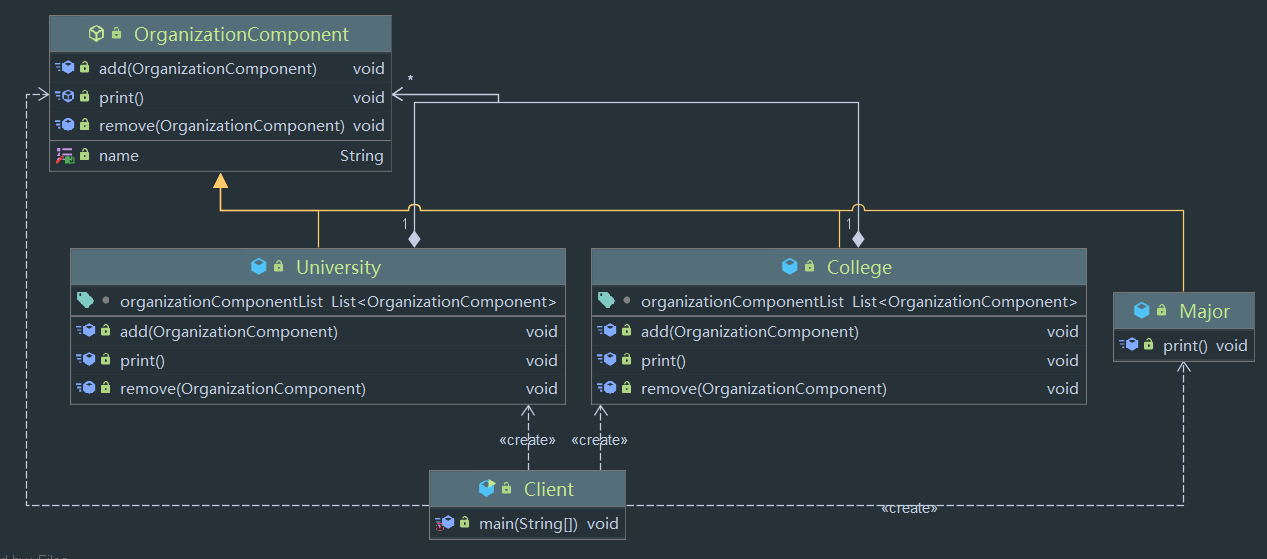 OrganizationComponent
add(OrganizationComponent) void
print() void
remove(OrganizationComponent) void
name String
*
1
1
University
organizationComponentList List<OrganizationComponent>
add(OrganizationComponent) void
print() void
remove(OrganizationComponent) void
College
organizationComponentList List<OrganizationComponent>
add(OrganizationComponent) void
print() void
remove(OrganizationComponent) void
Major
print() void
«create»
«create»
Client
main(String[]) void
«create»